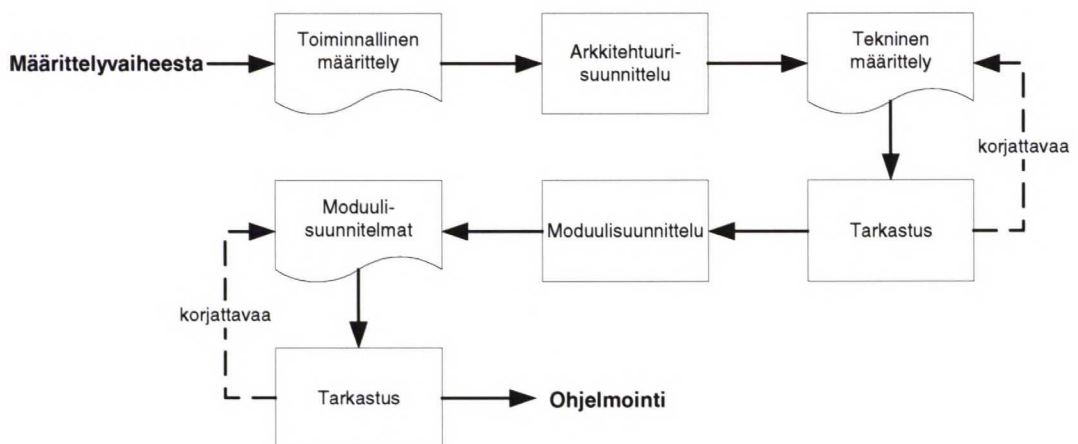 Määrittelyvaiheesta
Toiminnallinen
määrittely
Arkkitehtuuri-
suunnittelu
Tekninen
määrittely
korjattavaa
Moduuli-
suunnitelmat
Moduulisuunnittelu
Tarkastus
korjattavaa
Tarkastus
Ohjelmointi